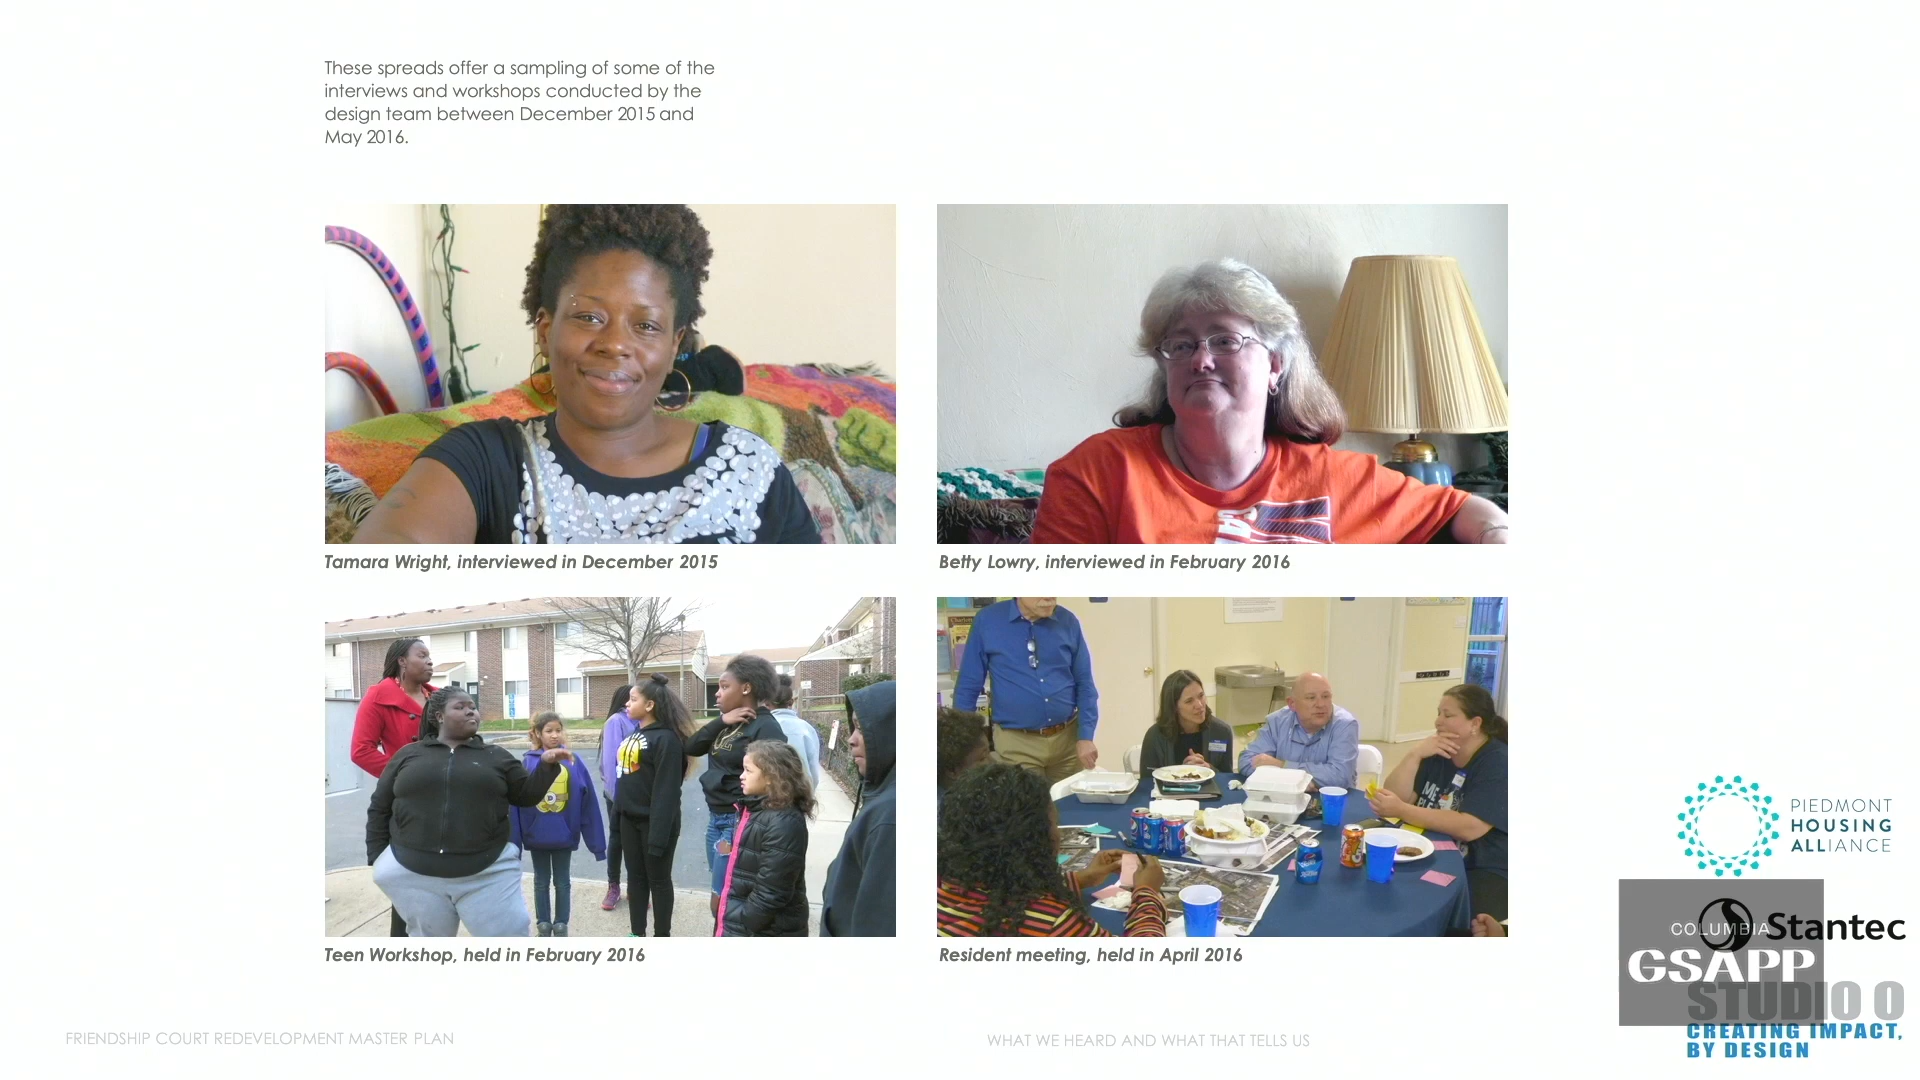 These spreads offer a sampling of some of the
interviews and workshops conducted by the
design team between December 2015 and
May 2016.
Tamara Wright, interviewed in December 2015
Betty Lowry, interviewed in February 2016
Teen Workshop, held in February 2016
Resident meeting, held in April 2016
PIEDMONT
HOUSING
ALLIANCE
COLUMBIA
Stantec
GSAPP
STUDIO O
CREATING IMPACT,
BY DESIGN
FRIENDSHIP COURT REDEVELOPMENT MASTER PLAN
WHAT WE HEARD AND WHAT THAT TELLS US